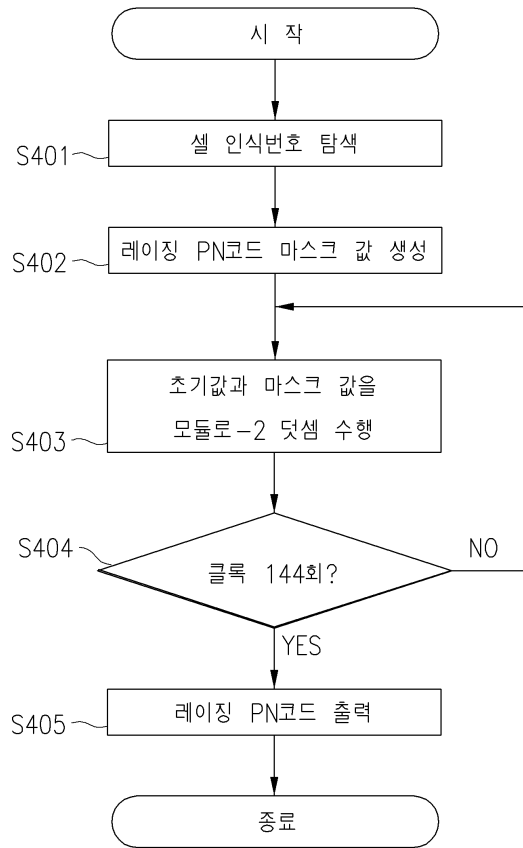 시 작
S401
셀 인식번호 탐색
S402
레이징 PN코드 마스크 값 생성
S403
초기값과 마스크 값을
모듈로-2 덧셈 수행
S404
클록 144회?
NO
YES
S405
레이징 PN코드 출력
종료